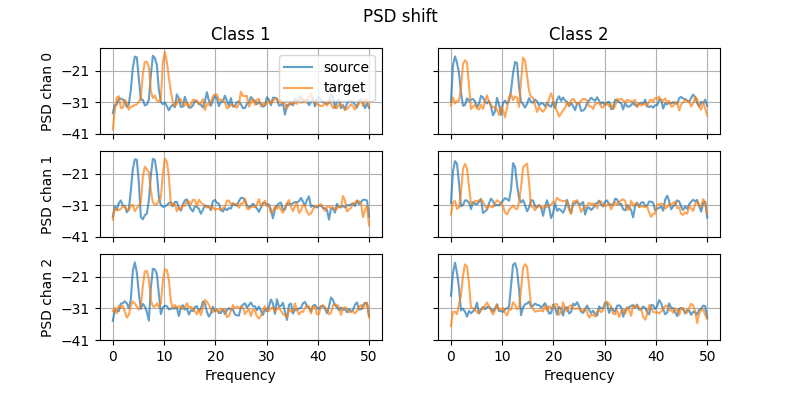 PSD shift
Class 1
Class 2
PSD chan 0
−21
−31
−41
source
target
PSD chan 1
−21
−31
−41
PSD chan 2
−21
−31
−41
0 10 20 30 40 50
0 10 20 30 40 50
Frequency
Frequency